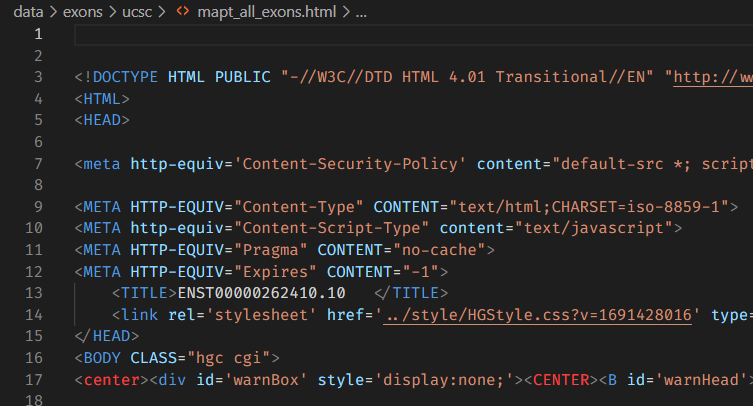 data > exons > ucsc > <> mapt_all_exons.html > ...
1
2
3 <!DOCTYPE HTML PUBLIC "-//W3C//DTD HTML 4.01 Transitional//EN" "http://w
4 <HTML>
5 <HEAD>
6
7 <meta http-equiv='Content-Security-Policy' content="default-src *; script
8
9 <META HTTP-EQUIV="Content-Type" CONTENT="text/html;CHARSET=iso-8859-1">
10 <META http-equiv="Content-Script-Type" content="text/javascript">
11 <META HTTP-EQUIV="Pragma" CONTENT="no-cache">
12 <META HTTP-EQUIV="Expires" CONTENT="-1">
13 <TITLE>ENST00000262410.10 </TITLE>
14 <link rel='stylesheet' href='../style/HGStyle.css?v=1691428016' type=
15 </HEAD>
16 <BODY CLASS="hgc cgi">
17 <center><div id='warnBox' style='display:none;'><CENTER><B id='warnHead'>
18